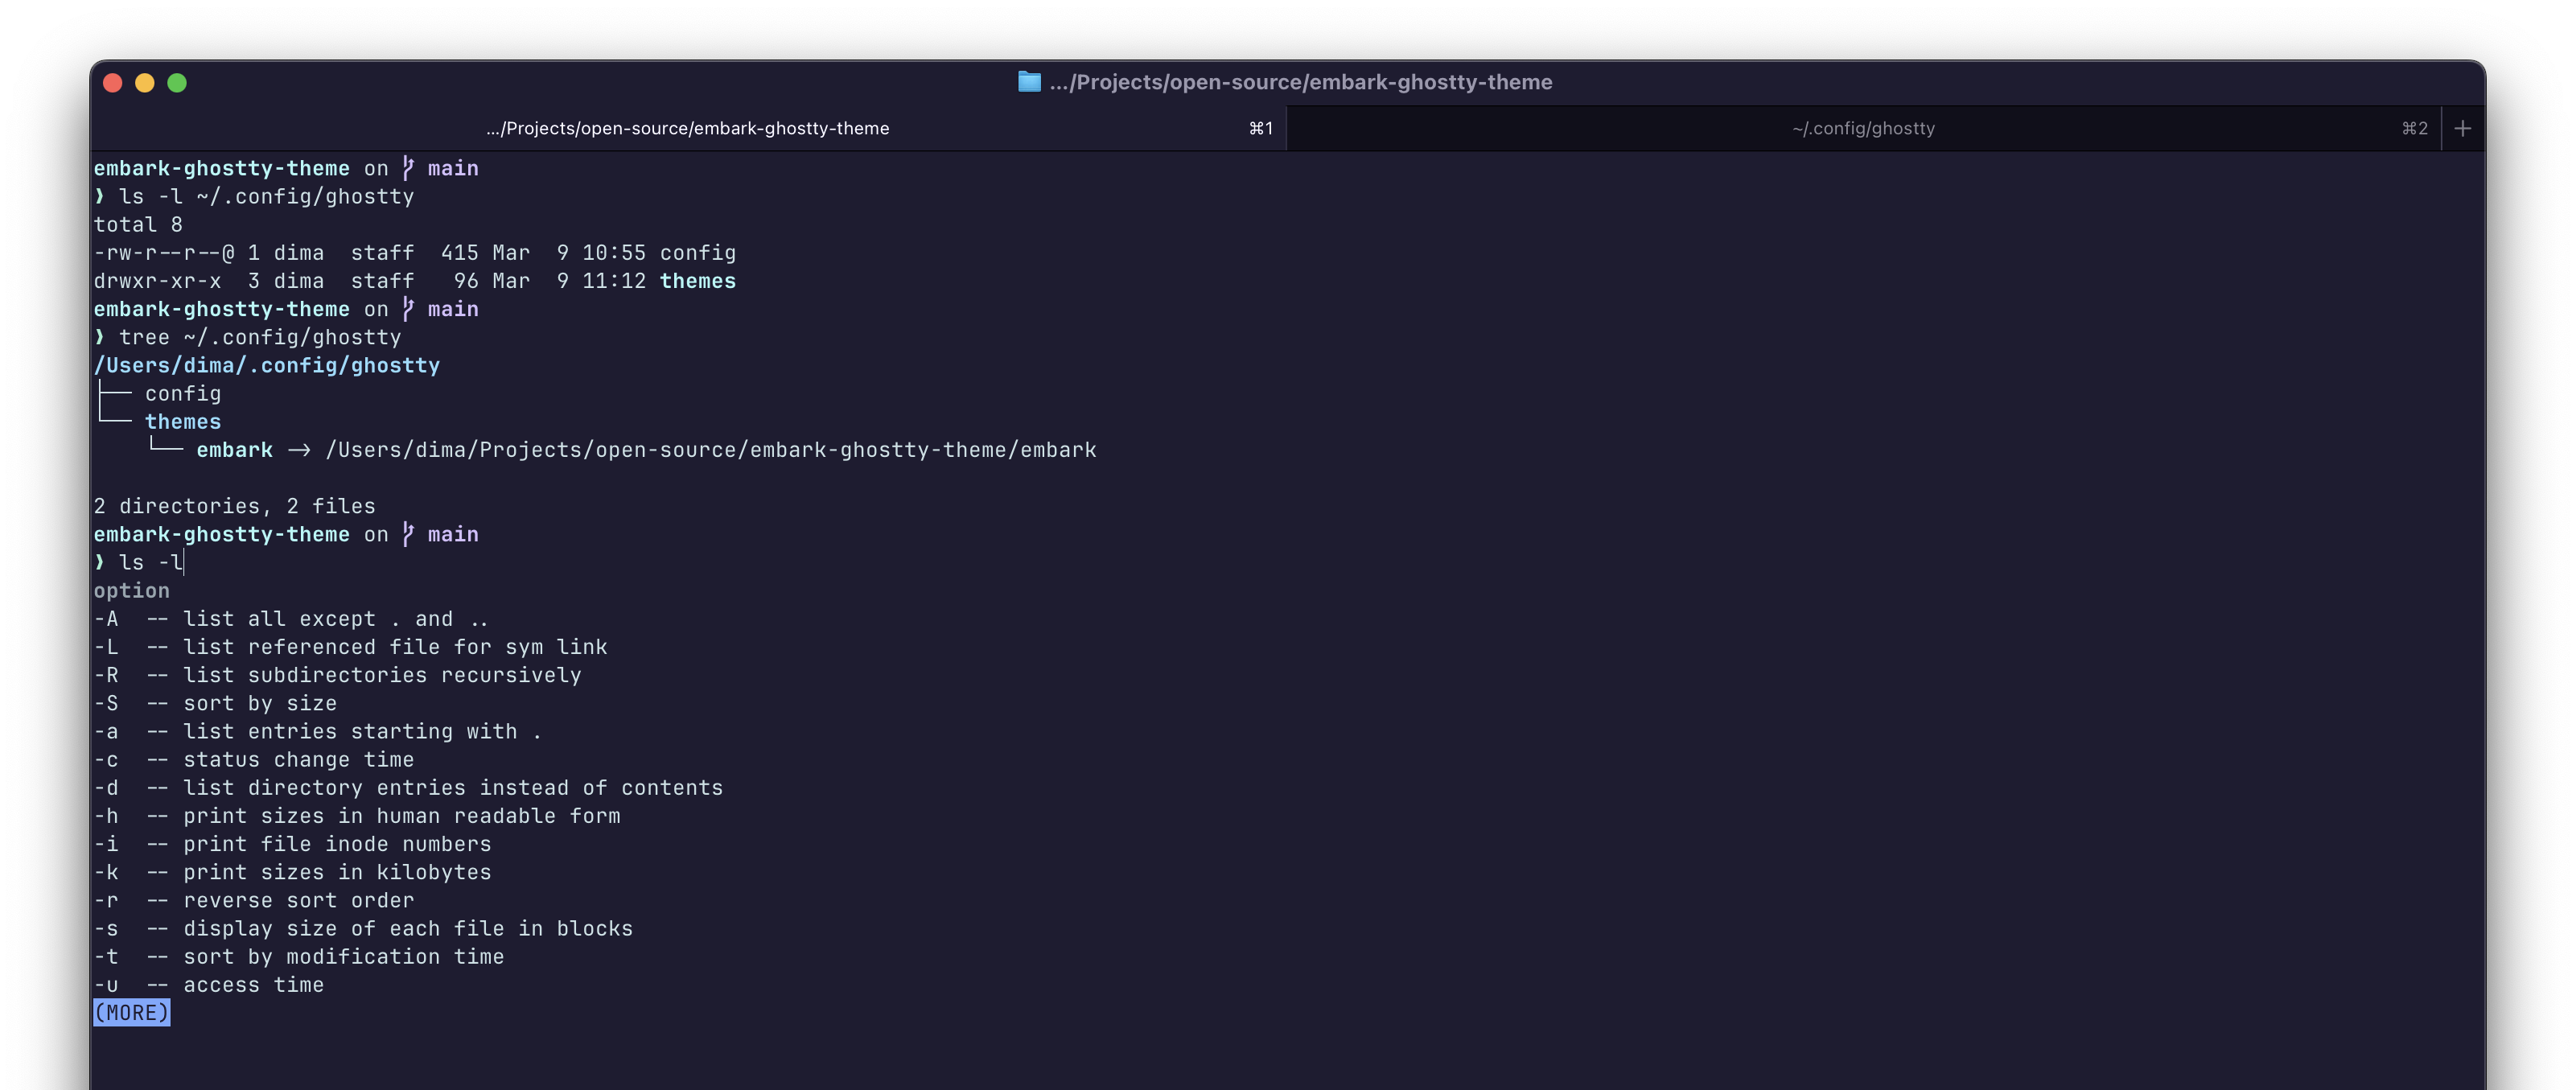 .../Projects/open-source/embark-ghostty-theme
.../Projects/open-source/embark-ghostty-theme ⌘1 ~/.config/ghostty ⌘2 +
embark-ghostty-theme on main
❱ ls -l ~/.config/ghostty
total 8
-rw-r--r--@ 1 dima  staff  415 Mar  9 10:55 config
drwxr-xr-x  3 dima  staff   96 Mar  9 11:12 themes
embark-ghostty-theme on main
❱ tree ~/.config/ghostty
/Users/dima/.config/ghostty
├── config
└── themes
    └── embark -> /Users/dima/Projects/open-source/embark-ghostty-theme/embark
2 directories, 2 files
embark-ghostty-theme on main
❱ ls -l
option
-A  -- list all except . and ..
-L  -- list referenced file for sym link
-R  -- list subdirectories recursively
-S  -- sort by size
-a  -- list entries starting with .
-c  -- status change time
-d  -- list directory entries instead of contents
-h  -- print sizes in human readable form
-i  -- print file inode numbers
-k  -- print sizes in kilobytes
-r  -- reverse sort order
-s  -- display size of each file in blocks
-t  -- sort by modification time
-u  -- access time
(MORE)